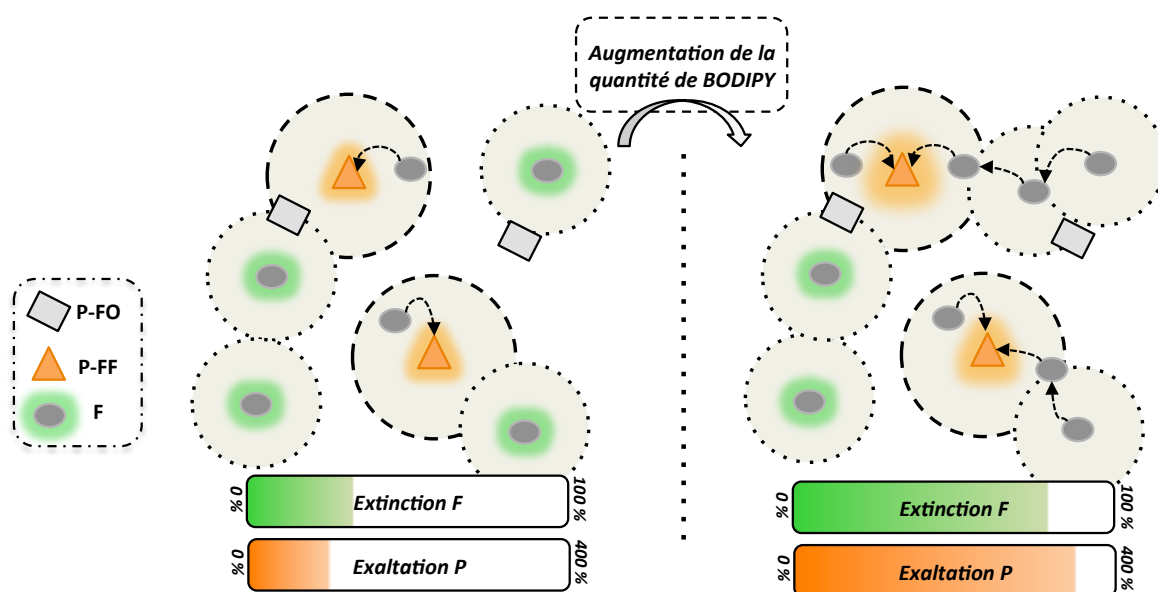 Augmentation de la
quantité de BODIPY
P-FO
P-FF
F
0 %
Extinction F
100 %
0 %
Exaltation P
400 %
0 %
Extinction F
100 %
0 %
Exaltation P
400 %